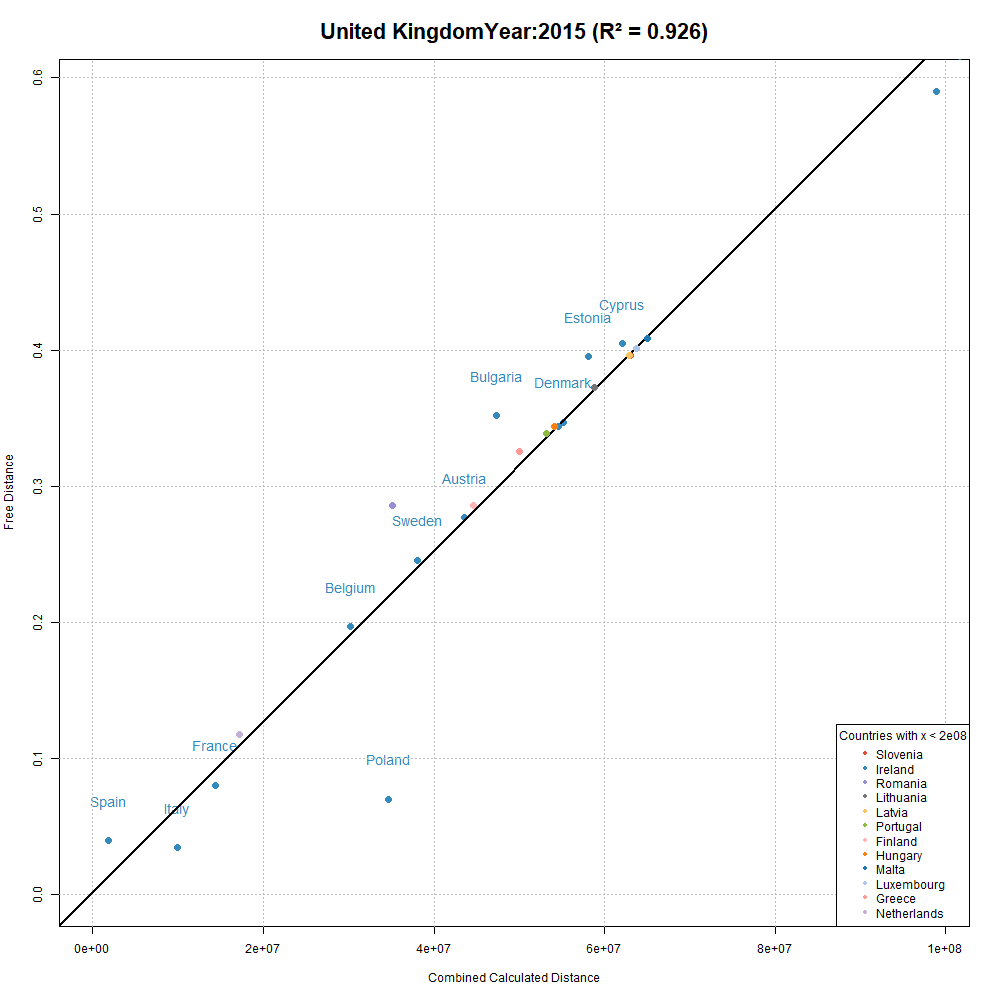 United KingdomYear:2015 (R² = 0.926)
0.6
0.5
0.4
0.3
0.2
0.1
0.0
Free Distance
Cyprus
Estonia
Bulgaria
Denmark
Austria
Sweden
Belgium
France
Poland
Spain
Italy
Countries with x < 2e08
Slovenia
Ireland
Romania
Lithuania
Latvia
Portugal
Finland
Hungary
Malta
Luxembourg
Greece
Netherlands
0e+00 2e+07 4e+07 6e+07 8e+07 1e+08
Combined Calculated Distance